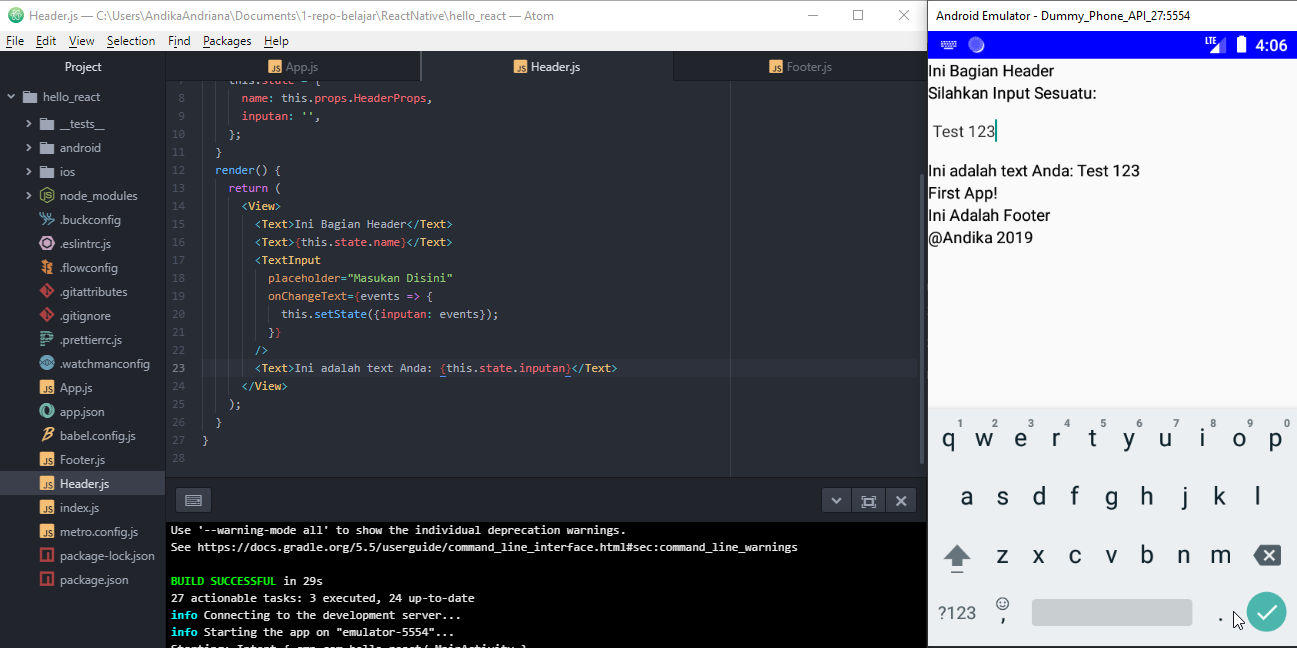 Header.js — C:\Users\AndikaAndriana\Documents\1-repo-belajar\ReactNative\hello_react — Atom
File Edit View Selection Find Packages Help
Project
hello_react
__tests__
android
ios
node_modules
.buckconfig
.eslintrc.js
.flowconfig
.gitattributes
.gitignore
.prettierrc.js
.watchmanconfig
App.js
app.json
babel.config.js
Footer.js
Header.js
index.js
metro.config.js
package-lock.json
package.json
App.js Header.js Footer.js
7 this.state = {
8 name: this.props.HeaderProps,
9 inputan: '',
10 };
11 }
12 render() {
13 return (
14 <View>
15 <Text>Ini Bagian Header</Text>
16 <Text>{this.state.name}</Text>
17 <TextInput
18 placeholder="Masukan Disini"
19 onChangeText={events => {
20 this.setState({inputan: events});
21 }}
22 />
23 <Text>Ini adalah text Anda: {this.state.inputan}</Text>
24 </View>
25 );
26 }
27 }
28
Use '--warning-mode all' to show the individual deprecation warnings.
See https://docs.gradle.org/5.5/userguide/command_line_interface.html#sec:command_line_warnings
BUILD SUCCESSFUL in 29s
27 actionable tasks: 3 executed, 24 up-to-date
info Connecting to the development server...
info Starting the app on "emulator-5554"...
Starting: Intent { cmp=com.hello_react/.MainActivity }
Android Emulator - Dummy_Phone_API_27:5554
LTE 4:06
Ini Bagian Header
Silahkan Input Sesuatu:
Test 123
Ini adalah text Anda: Test 123
First App!
Ini Adalah Footer
@Andika 2019
1 2 3 4 5 6 7 8 9 0
q w e r t y u i o p
a s d f g h j k l
z x c v b n m
?123 , .